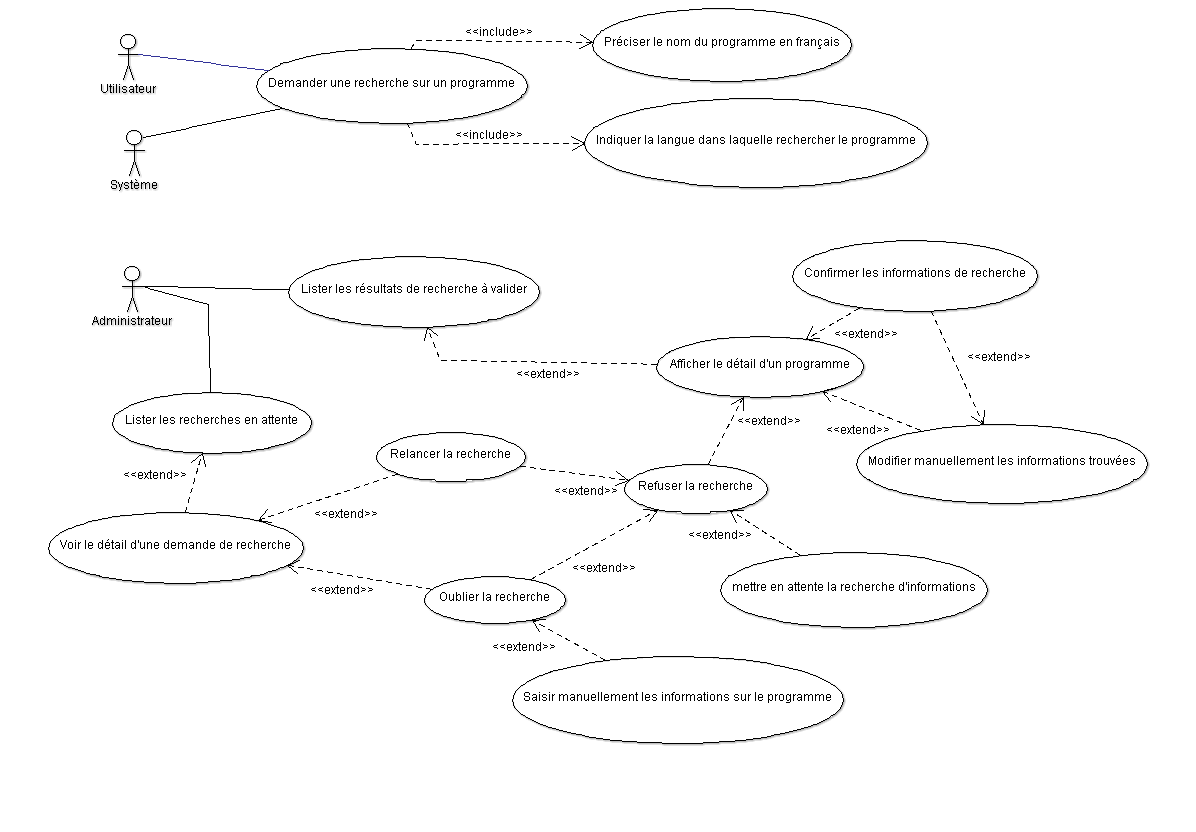 <<include>>
Préciser le nom du programme en français
Utilisateur
Demander une recherche sur un programme
<<include>>
Indiquer la langue dans laquelle rechercher le programme
Système
Administrateur
Lister les résultats de recherche à valider
Confirmer les informations de recherche
<<extend>>
<<extend>>
Afficher le détail d'un programme
<<extend>>
Lister les recherches en attente
<<extend>>
<<extend>>
Relancer la recherche
Modifier manuellement les informations trouvées
<<extend>>
<<extend>>
Refuser la recherche
<<extend>>
<<extend>>
Voir le détail d'une demande de recherche
<<extend>>
<<extend>>
mettre en attente la recherche d'informations
<<extend>>
Oublier la recherche
<<extend>>
Saisir manuellement les informations sur le programme